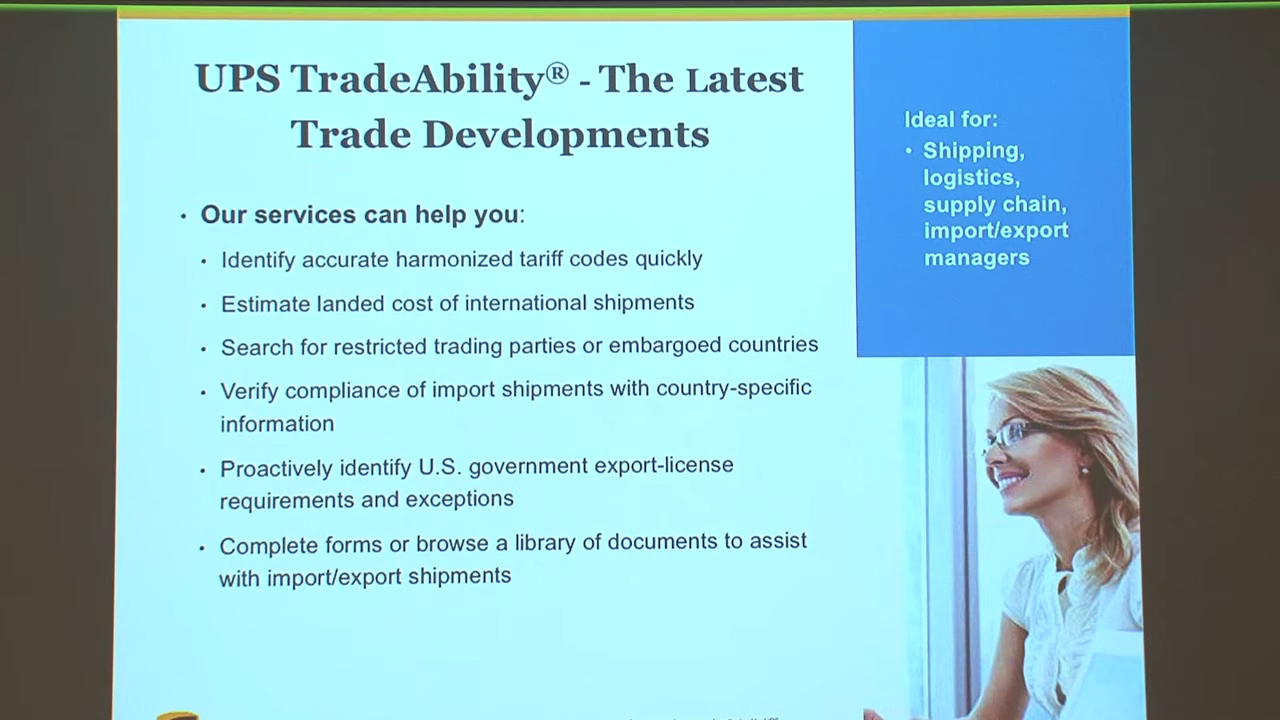 UPS TradeAbility® - The Latest
Trade Developments
• Our services can help you:
• Identify accurate harmonized tariff codes quickly
• Estimate landed cost of international shipments
• Search for restricted trading parties or embargoed countries
• Verify compliance of import shipments with country-specific
information
• Proactively identify U.S. government export-license
requirements and exceptions
• Complete forms or browse a library of documents to assist
with import/export shipments
Ideal for:
• Shipping,
logistics,
supply chain,
import/export
managers